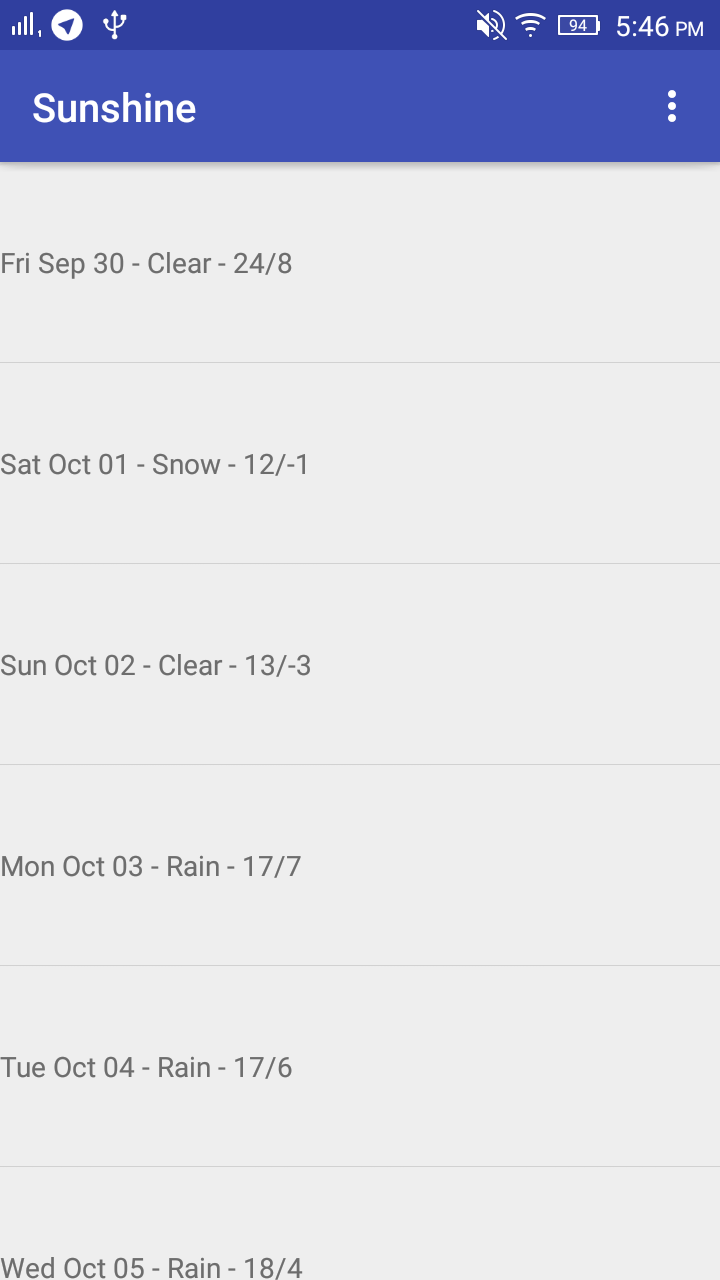 94 5:46 PM
Sunshine
Fri Sep 30 - Clear - 24/8
Sat Oct 01 - Snow - 12/-1
Sun Oct 02 - Clear - 13/-3
Mon Oct 03 - Rain - 17/7
Tue Oct 04 - Rain - 17/6
Wed Oct 05 - Rain - 18/4